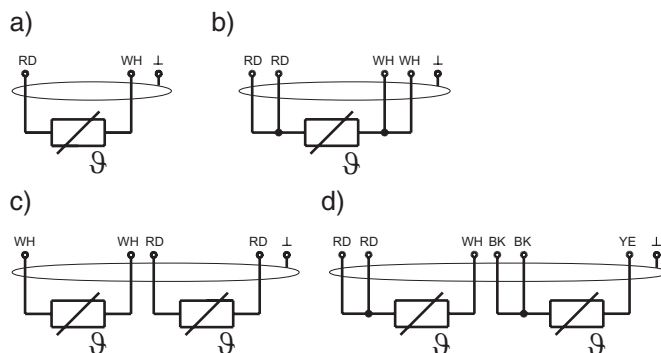 a) b)
RD WH ⊥ RD RD WH WH ⊥
ϑ ϑ
c) d)
WH WH RD RD ⊥ RD RD WH BK BK YE ⊥
ϑ ϑ ϑ ϑ